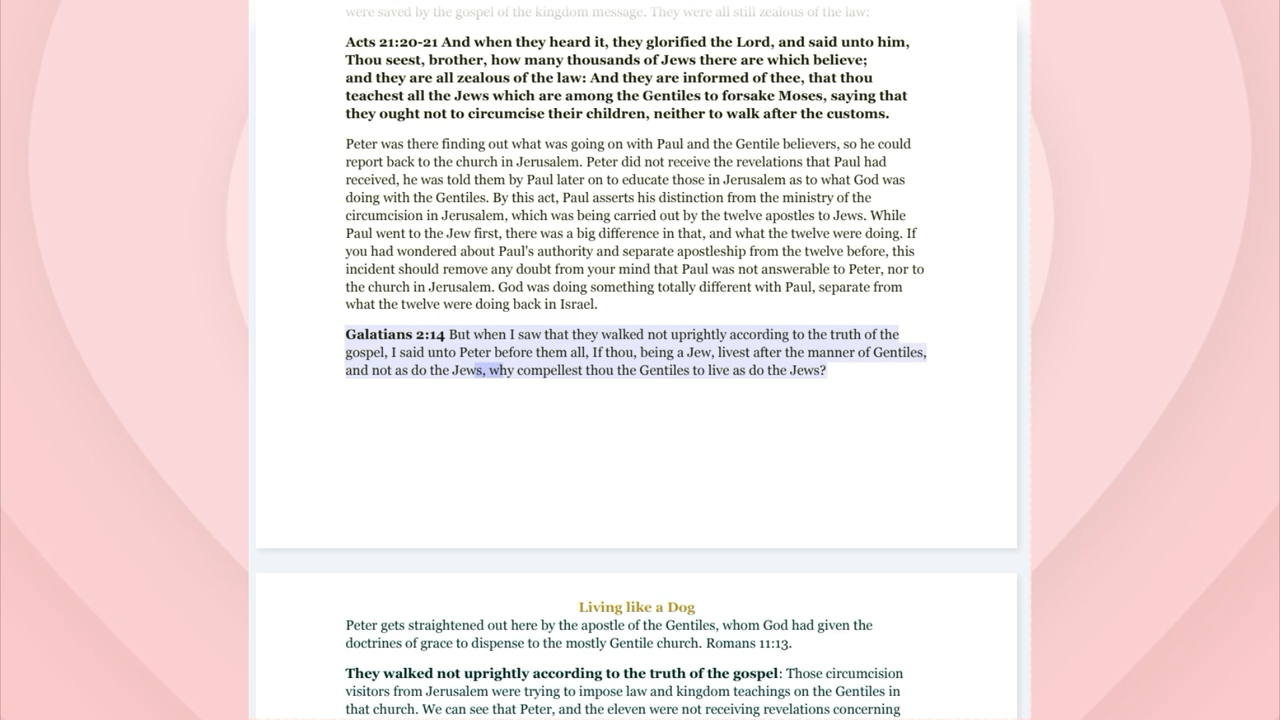 were saved by the gospel of the kingdom message. They were all still zealous of the law:
Acts 21:20-21 And when they heard it, they glorified the Lord, and said unto him,
Thou seest, brother, how many thousands of Jews there are which believe;
and they are all zealous of the law: And they are informed of thee, that thou
teachest all the Jews which are among the Gentiles to forsake Moses, saying that
they ought not to circumcise their children, neither to walk after the customs.
Peter was there finding out what was going on with Paul and the Gentile believers, so he could
report back to the church in Jerusalem. Peter did not receive the revelations that Paul had
received, he was told them by Paul later on to educate those in Jerusalem as to what God was
doing with the Gentiles. By this act, Paul asserts his distinction from the ministry of the
circumcision in Jerusalem, which was being carried out by the twelve apostles to Jews. While
Paul went to the Jew first, there was a big difference in that, and what the twelve were doing. If
you had wondered about Paul's authority and separate apostleship from the twelve before, this
incident should remove any doubt from your mind that Paul was not answerable to Peter, nor to
the church in Jerusalem. God was doing something totally different with Paul, separate from
what the twelve were doing back in Israel.
Galatians 2:14 But when I saw that they walked not uprightly according to the truth of the
gospel, I said unto Peter before them all, If thou, being a Jew, livest after the manner of Gentiles,
and not as do the Jews, why compellest thou the Gentiles to live as do the Jews?
Living like a Dog
Peter gets straightened out here by the apostle of the Gentiles, whom God had given the
doctrines of grace to dispense to the mostly Gentile church. Romans 11:13.
They walked not uprightly according to the truth of the gospel: Those circumcision
visitors from Jerusalem were trying to impose law and kingdom teachings on the Gentiles in
that church. We can see that Peter, and the eleven were not receiving revelations concerning